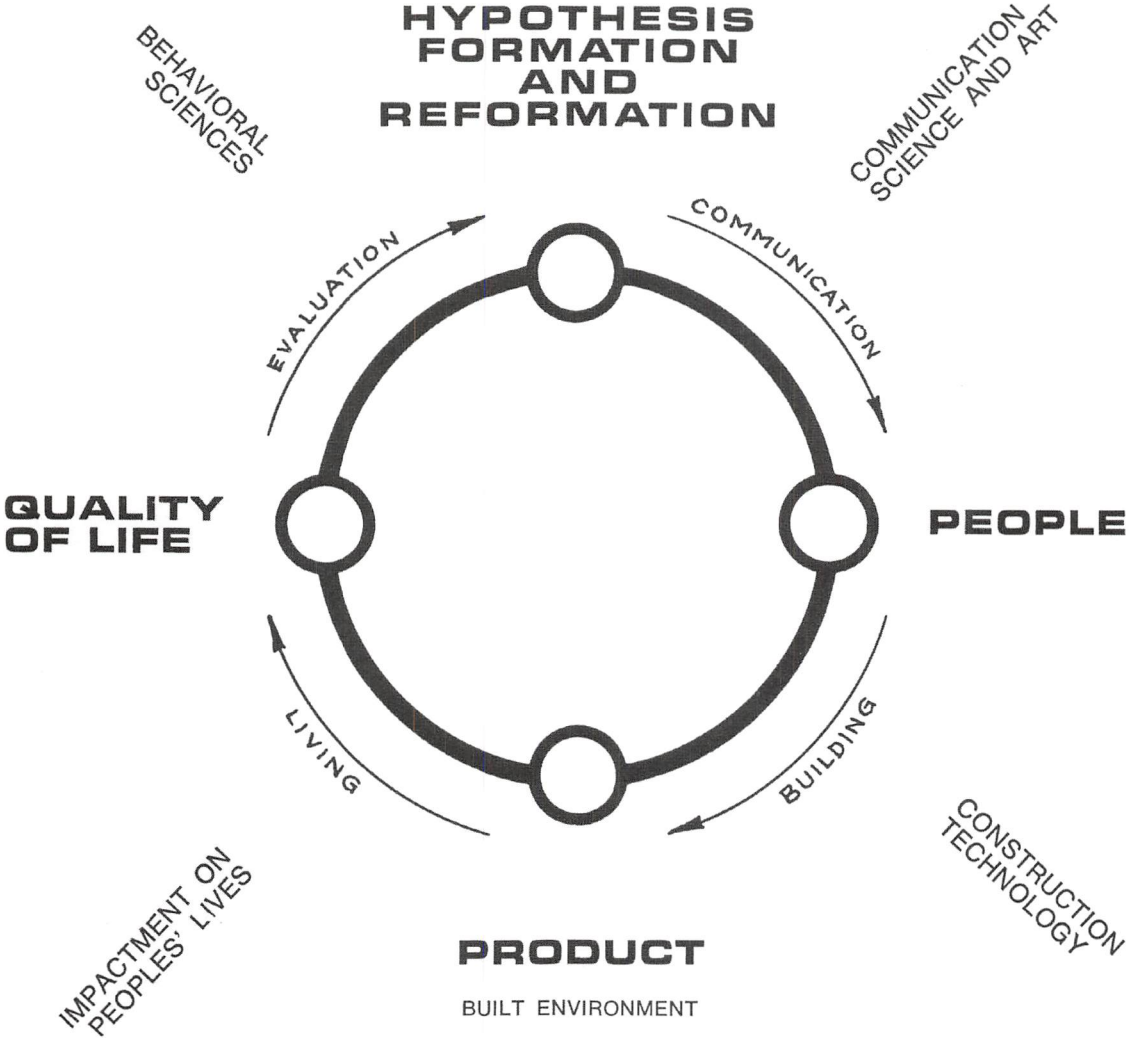 HYPOTHESIS
FORMATION
AND
REFORMATION
BEHAVIORAL
SCIENCES
COMMUNICATION
SCIENCE AND ART
EVALUATION
COMMUNICATION
QUALITY
OF LIFE
PEOPLE
LIVING
BUILDING
IMPACTMENT ON
PEOPLES' LIVES
CONSTRUCTION
TECHNOLOGY
PRODUCT
BUILT ENVIRONMENT